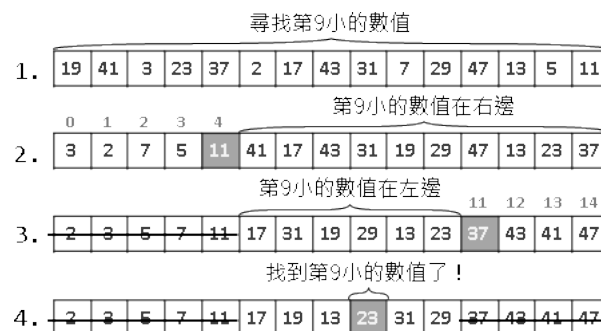 尋找第9小的數值
1. 19 41 3 23 37 2 17 43 31 7 29 47 13 5 11
第9小的數值在右邊
0 1 2 3 4
2. 3 2 7 5 11 41 17 43 31 19 29 47 13 23 37
第9小的數值在左邊
11 12 13 14
3. 2 3 5 7 11 17 31 19 29 13 23 37 43 41 47
找到第9小的數值了！
4. 2 3 5 7 11 17 19 13 23 31 29 37 43 41 47